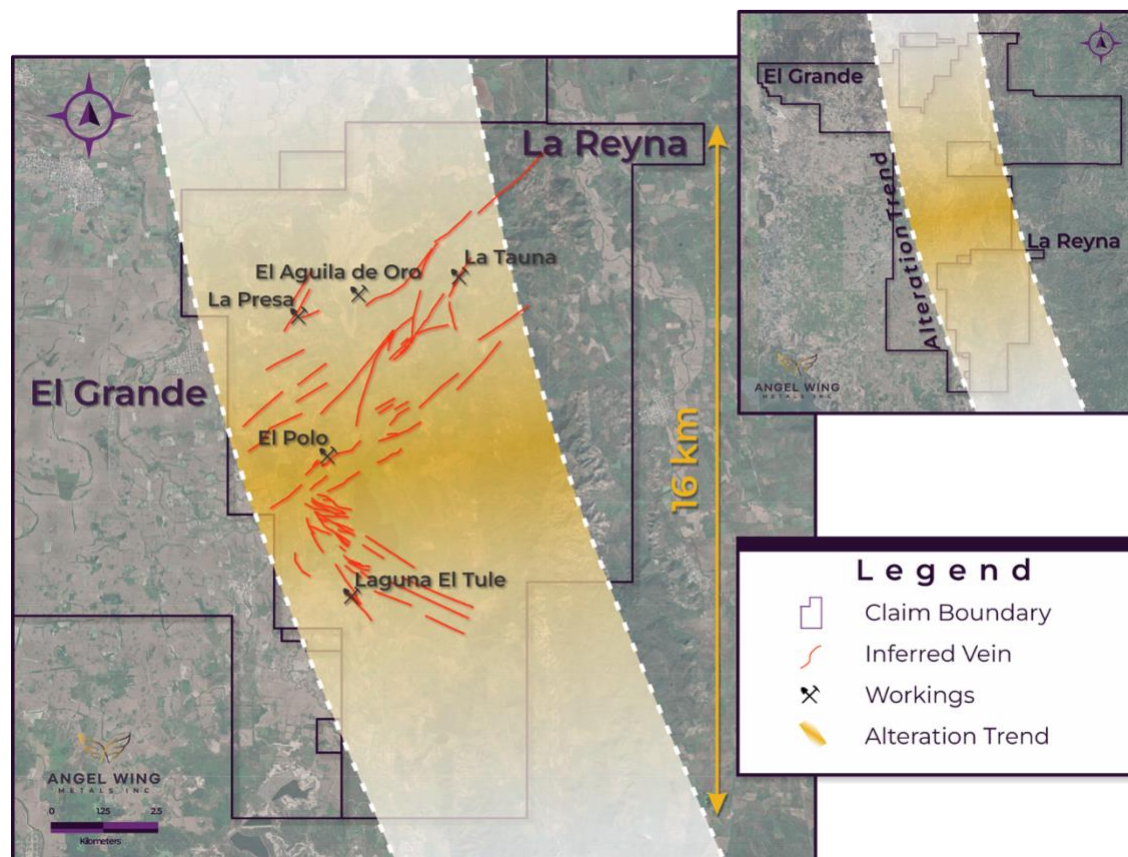 La Reyna
El Aguila de Oro
La Tauna
La Presa
El Grande
El Polo
Laguna El Tule
16 km
ANGEL WING
METALS INC
0 1.25 2.5
Kilometers
El Grande
Alteration Trend
La Reyna
ANGEL WING
METALS INC
Legend
Claim Boundary
Inferred Vein
Workings
Alteration Trend